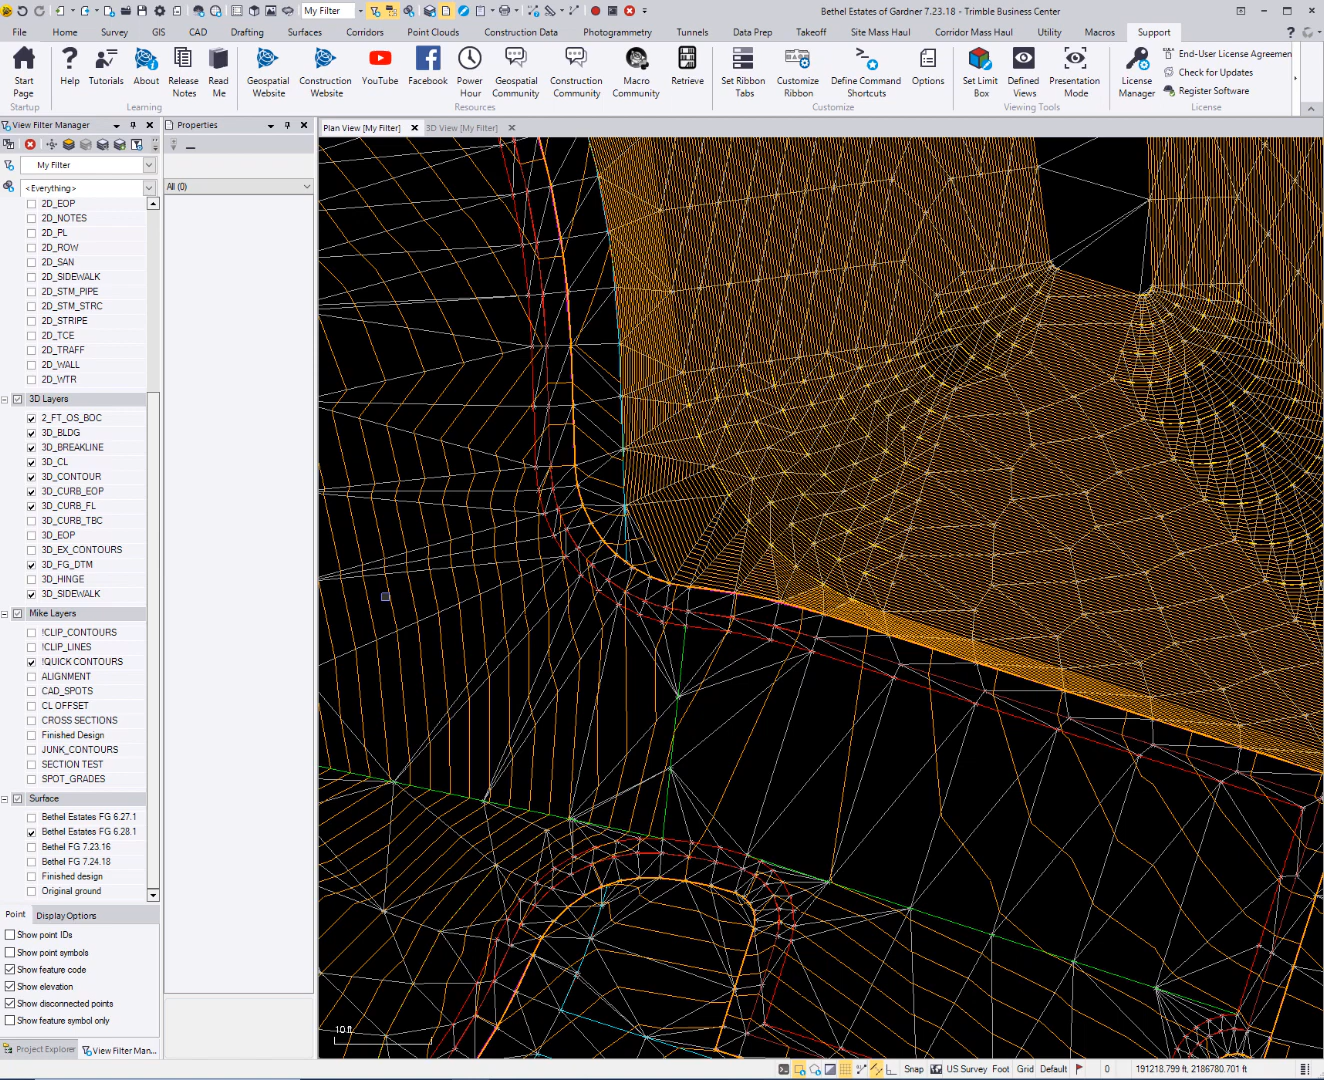 My Filter
Bethel Estates of Gardner 7.23.18 - Trimble Business Center
File Home Survey GIS CAD Drafting Surfaces Corridors Point Clouds Construction Data Photogrammetry Tunnels Data Prep Takeoff Site Mass Haul Corridor Mass Haul Utility Macros Support
Start Page
Help
Tutorials
About
Release Notes
Read Me
Geospatial Website
Construction Website
YouTube
Facebook
Power Hour
Geospatial Community
Construction Community
Macro Community
Retrieve
Set Ribbon Tabs
Customize Ribbon
Define Command Shortcuts
Options
Set Limit Box
Defined Views
Presentation Mode
License Manager
End-User License Agreemen
Check for Updates
Register Software
Startup Learning Resources Customize Viewing Tools License
View Filter Manager
My Filter
<Everything>
2D_EOP
2D_NOTES
2D_PL
2D_ROW
2D_SAN
2D_SIDEWALK
2D_STM_PIPE
2D_STM_STRC
2D_STRIPE
2D_TCE
2D_TRAFF
2D_WALL
2D_WTR
3D Layers
2_FT_OS_BOC
3D_BLDG
3D_BREAKLINE
3D_CL
3D_CONTOUR
3D_CURB_EOP
3D_CURB_FL
3D_CURB_TBC
3D_EOP
3D_EX_CONTOURS
3D_FG_DTM
3D_HINGE
3D_SIDEWALK
Mike Layers
!CLIP_CONTOURS
!CLIP_LINES
!QUICK CONTOURS
ALIGNMENT
CAD_SPOTS
CL OFFSET
CROSS SECTIONS
Finished Design
JUNK_CONTOURS
SECTION TEST
SPOT_GRADES
Surface
Bethel Estates FG 6.27.1
Bethel Estates FG 6.28.1
Bethel FG 7.23.16
Bethel FG 7.24.18
Finished design
Original ground
Point Display Options
Show point IDs
Show point symbols
Show feature code
Show elevation
Show disconnected points
Show feature symbol only
Project Explorer View Filter Man...
Properties
All (0)
Plan View [My Filter] 3D View [My Filter]
10 ft
Snap US Survey Foot Grid Default 0 191218.799 ft, 2186780.701 ft